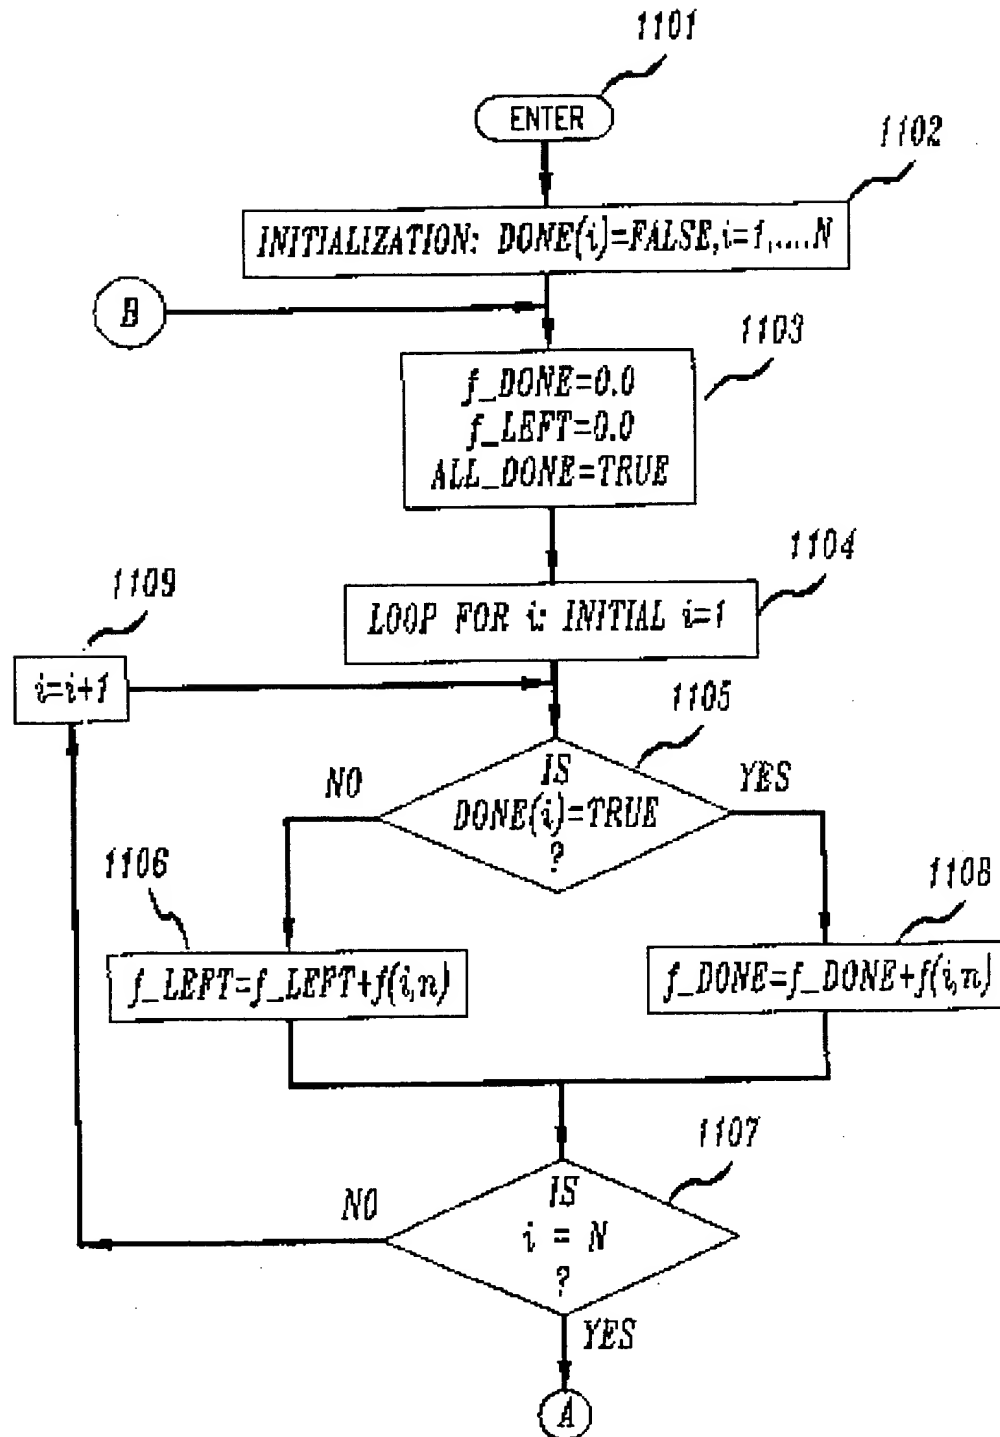 1101
ENTER
1102
INITIALIZATION: DONE(i)=FALSE,i=1,....N
B
1103
f_DONE=0.0
f_LEFT=0.0
ALL_DONE=TRUE
1104
LOOP FOR i: INITIAL i=1
1109
i=i+1
1105
IS
DONE(i)=TRUE
?
NO
YES
1106
f_LEFT=f_LEFT+f(i,n)
1108
f_DONE=f_DONE+f(i,n)
1107
IS
i = N
?
NO
YES
A